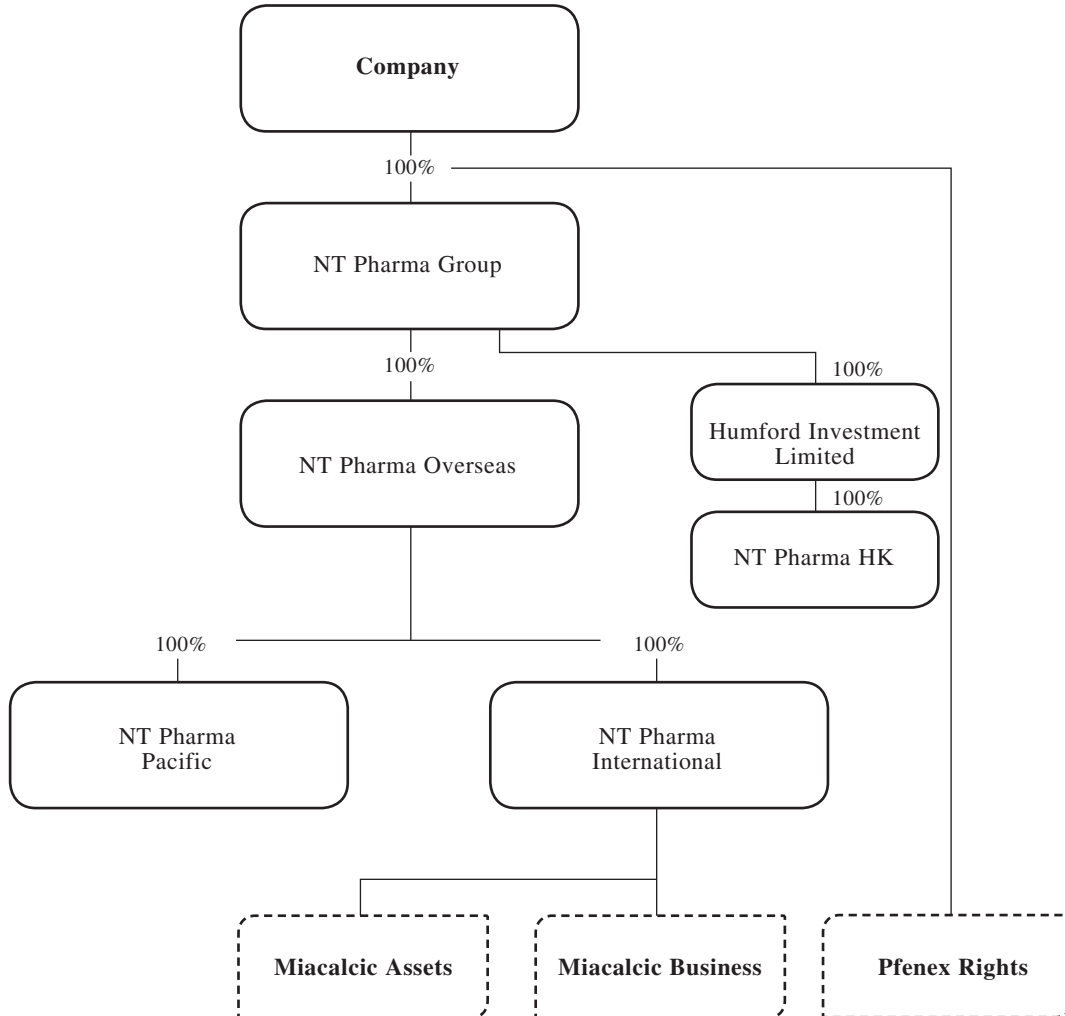 Company
100%
NT Pharma Group
100%
100%
NT Pharma Overseas
Humford Investment
Limited
100%
NT Pharma HK
100%
100%
NT Pharma
Pacific
NT Pharma
International
Miacalcic Assets
Miacalcic Business
Pfenex Rights